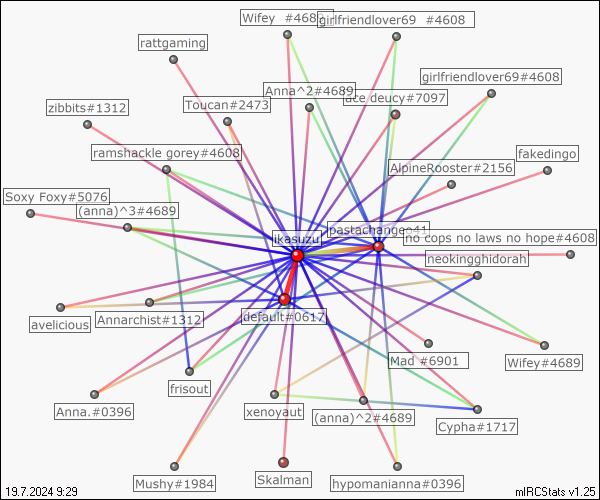 Wifey  #4689
girlfriendlover69  #4608
rattgaming
girlfriendlover69#4608
Anna^2#4689
ace deucy#7097
zibbits#1312
Toucan#2473
ramshackle gorey#4608
fakedingo
AlpineRooster#2156
Soxy Foxy#5076
(anna)^3#4689
pastachangeo41
ikasuzu
no cops no laws no hope#4608
neokingghidorah
default#0517
avelicious
Annarchist#1312
Mad #6901
Wifey#4689
frisout
Anna.#0396
xenoyaut
(anna)^2#4689
Cypha#1717
Mushy#1984
Skalman
hypomanianna#0396
19.7.2024 9:29
mIRCStats v1.25